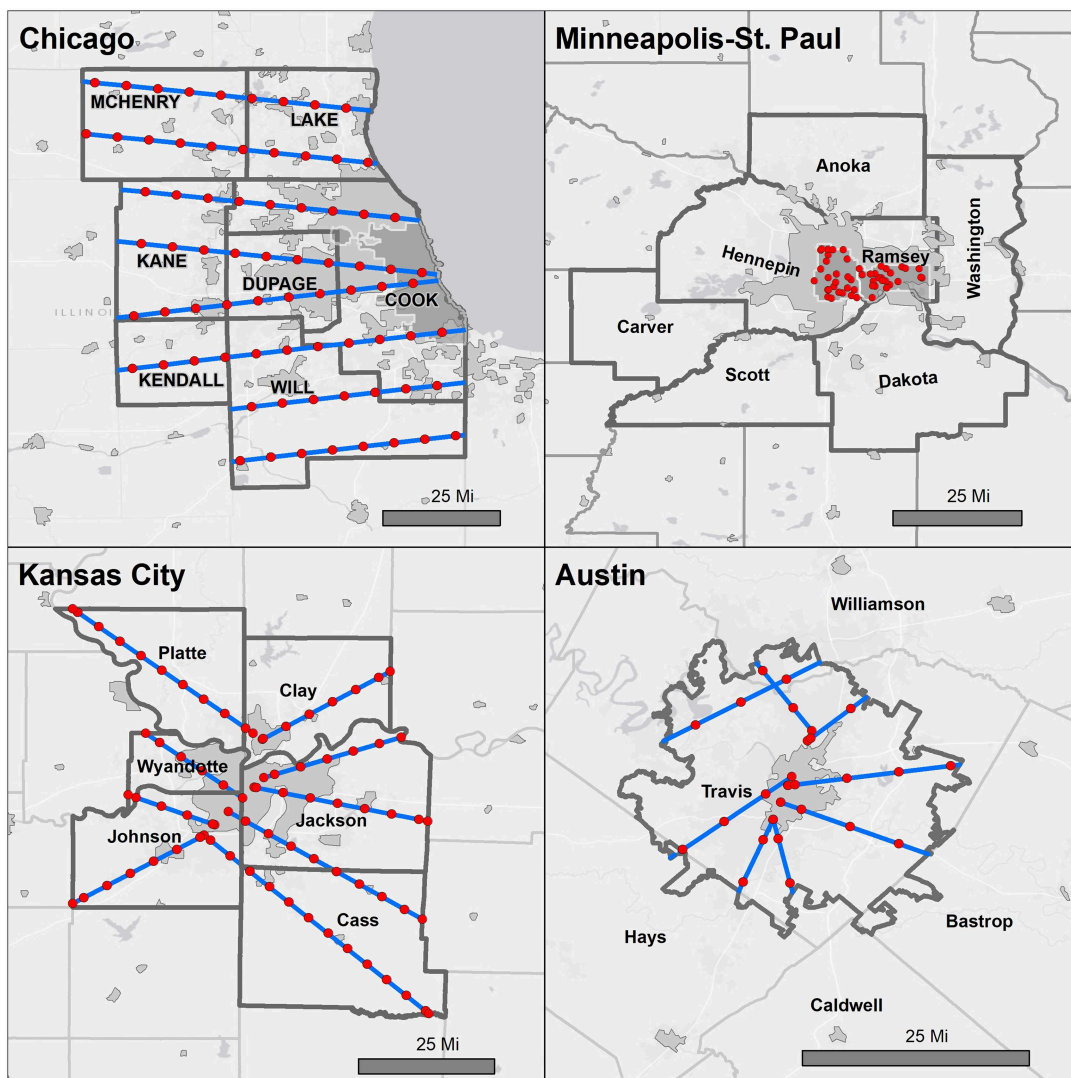 Chicago
MCHENRY
LAKE
KANE
DUPAGE
COOK
ILLINOI
KENDALL
WILL
25 Mi
Minneapolis-St. Paul
Anoka
Washington
Ramsey
Hennepin
Carver
Scott
Dakota
25 Mi
Kansas City
Platte
Clay
Wyandotte
Jackson
Johnson
Cass
25 Mi
Austin
Williamson
Travis
Hays
Bastrop
Caldwell
25 Mi